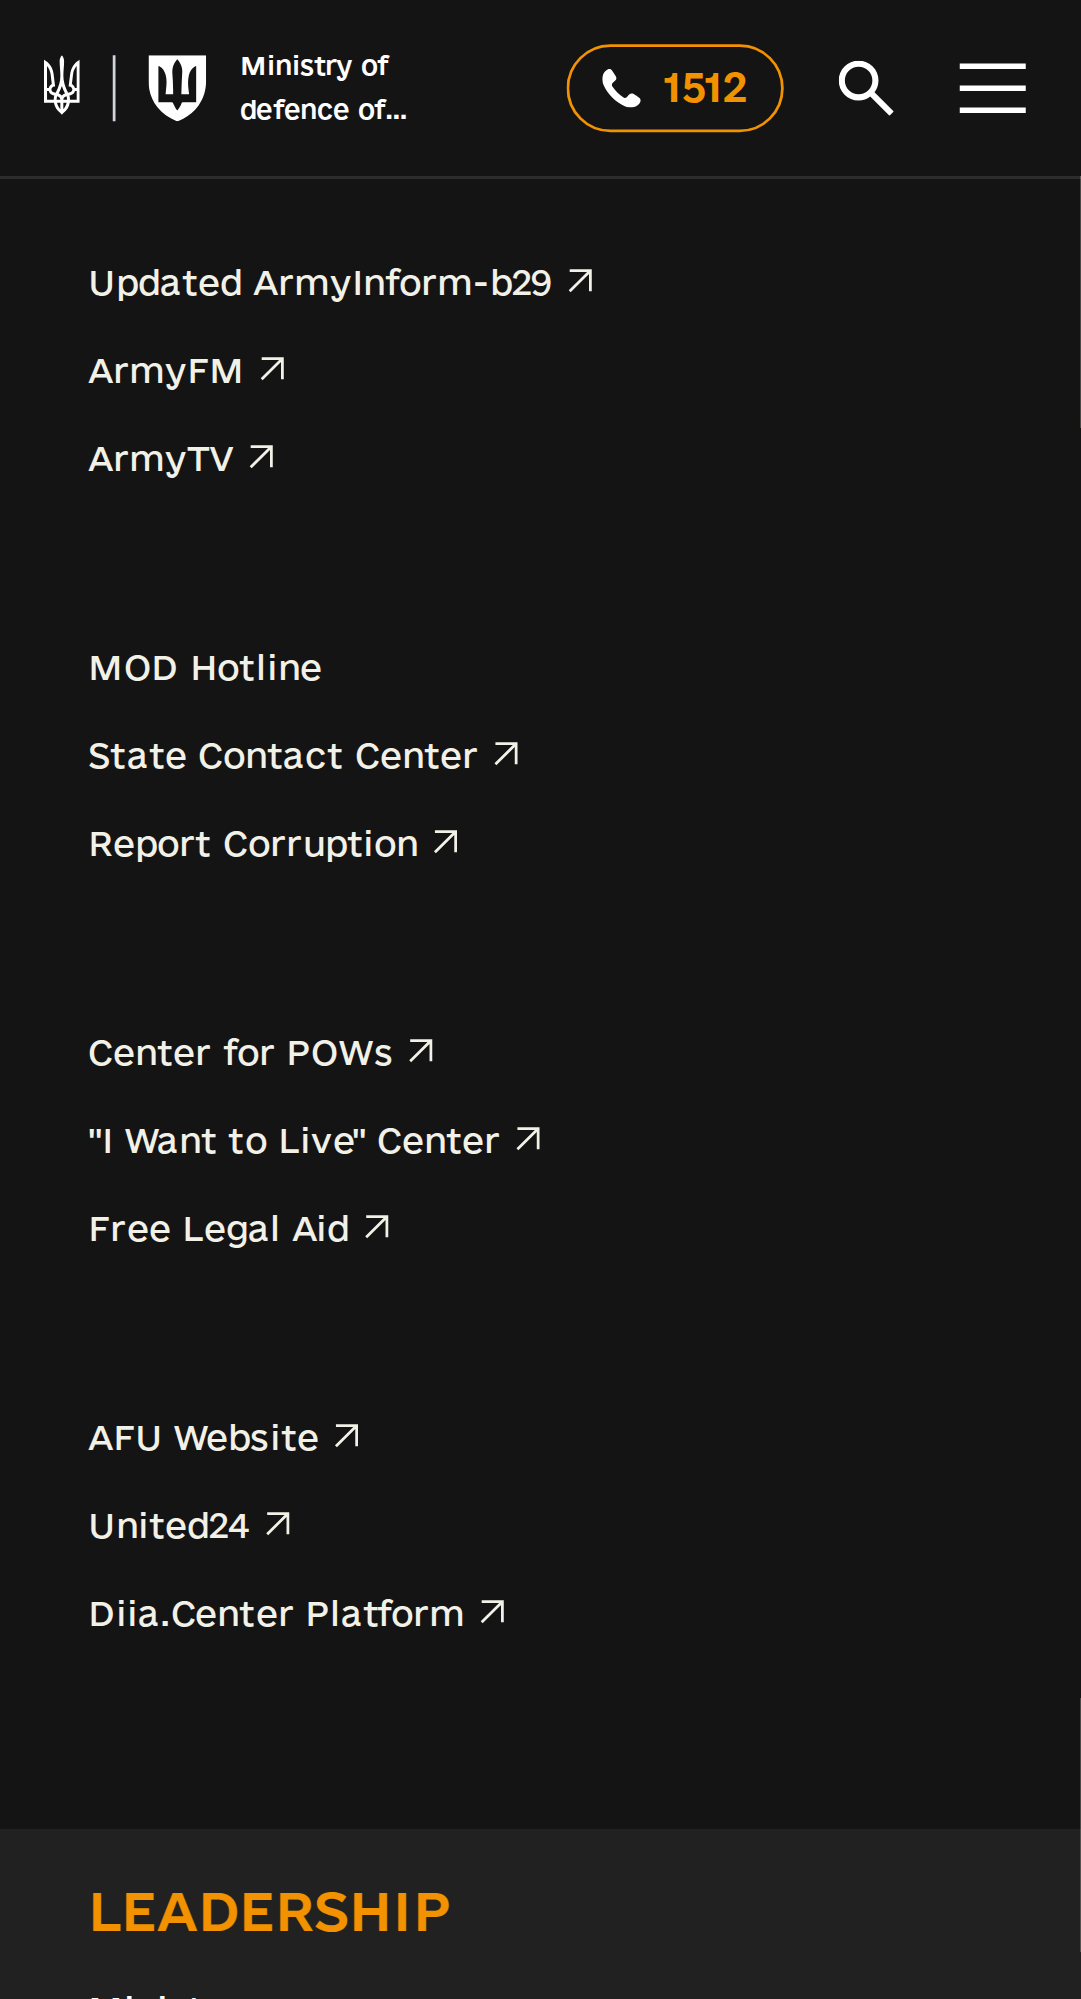 Ministry of
defence of...
1512
Updated ArmyInform-b29
ArmyFM
ArmyTV
MOD Hotline
State Contact Center
Report Corruption
Center for POWs
"I Want to Live" Center
Free Legal Aid
AFU Website
United24
Diia.Center Platform
LEADERSHIP